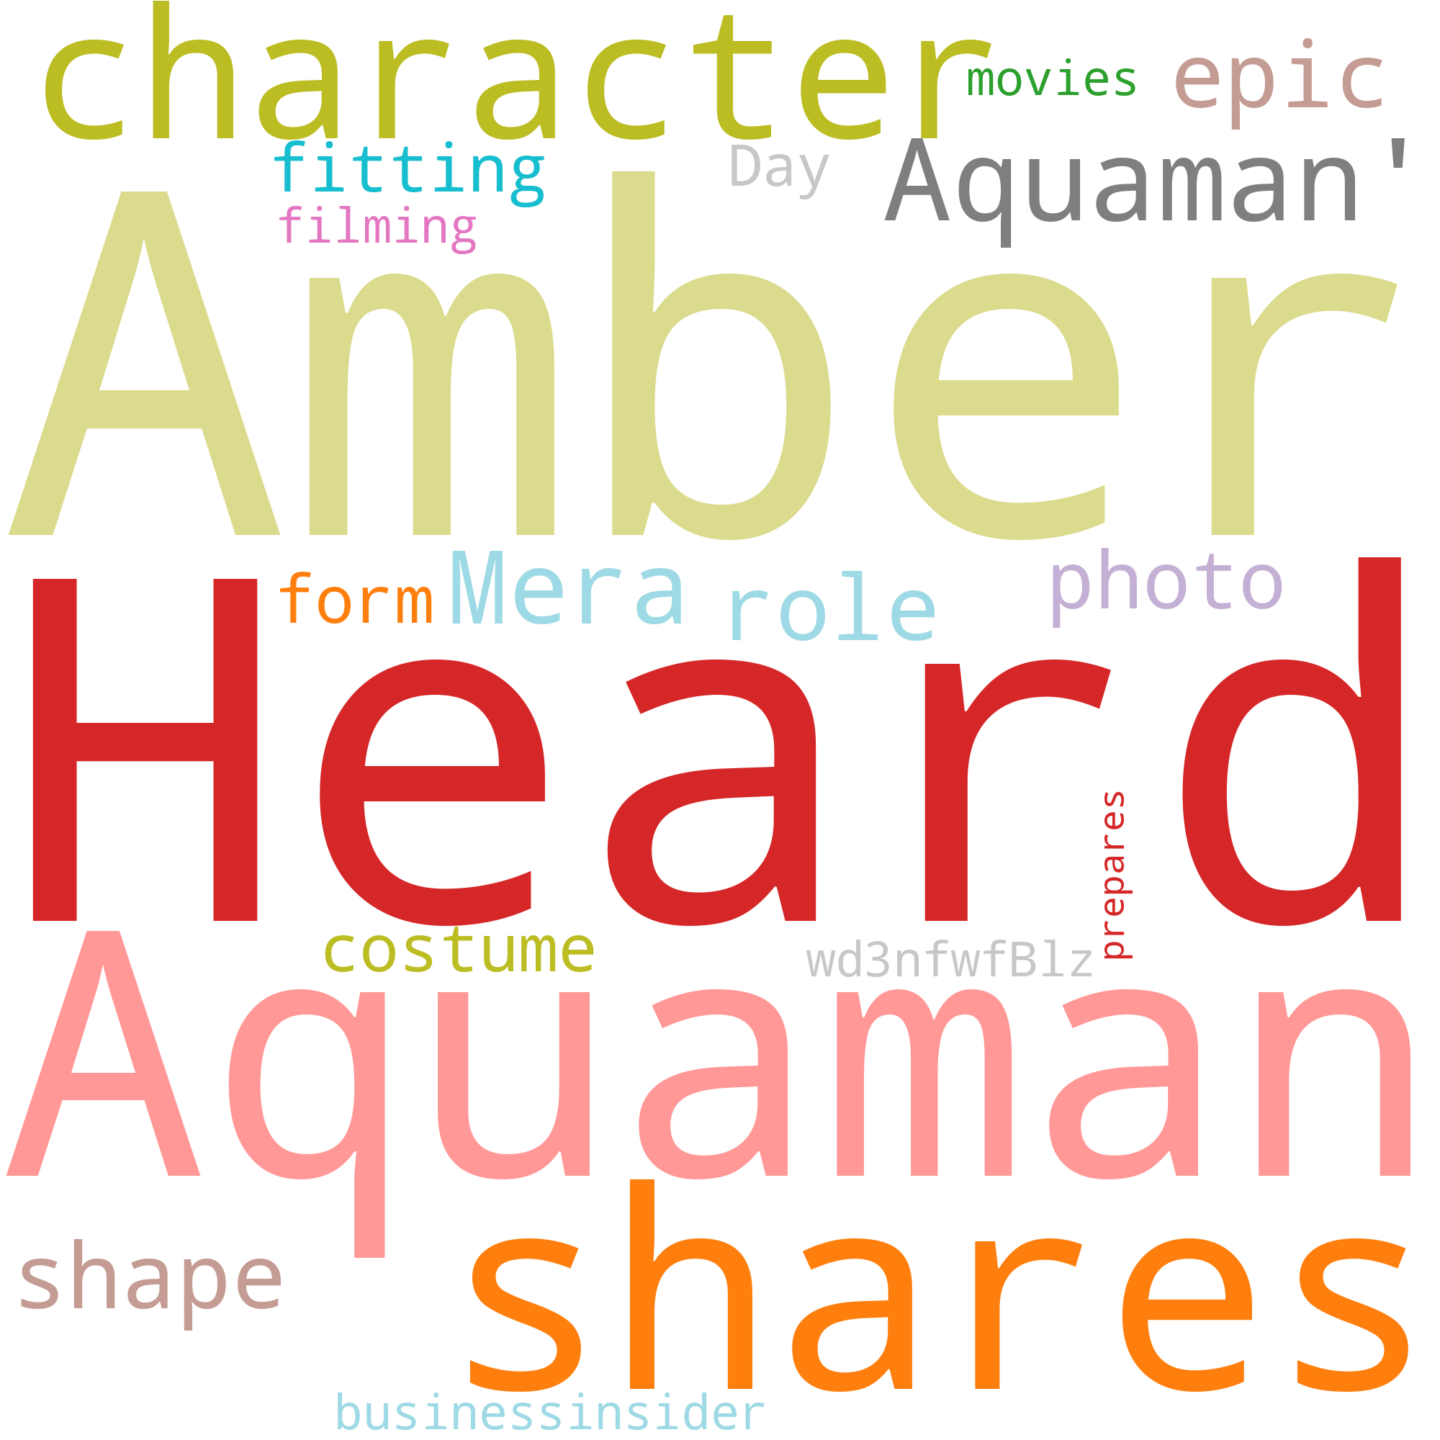 character
movies epic
fitting Day Aquaman'
filming
Amber
form Mera role photo
Heard
prepares
costume wd3nfwfBlz
Aquaman
shape shares
businessinsider